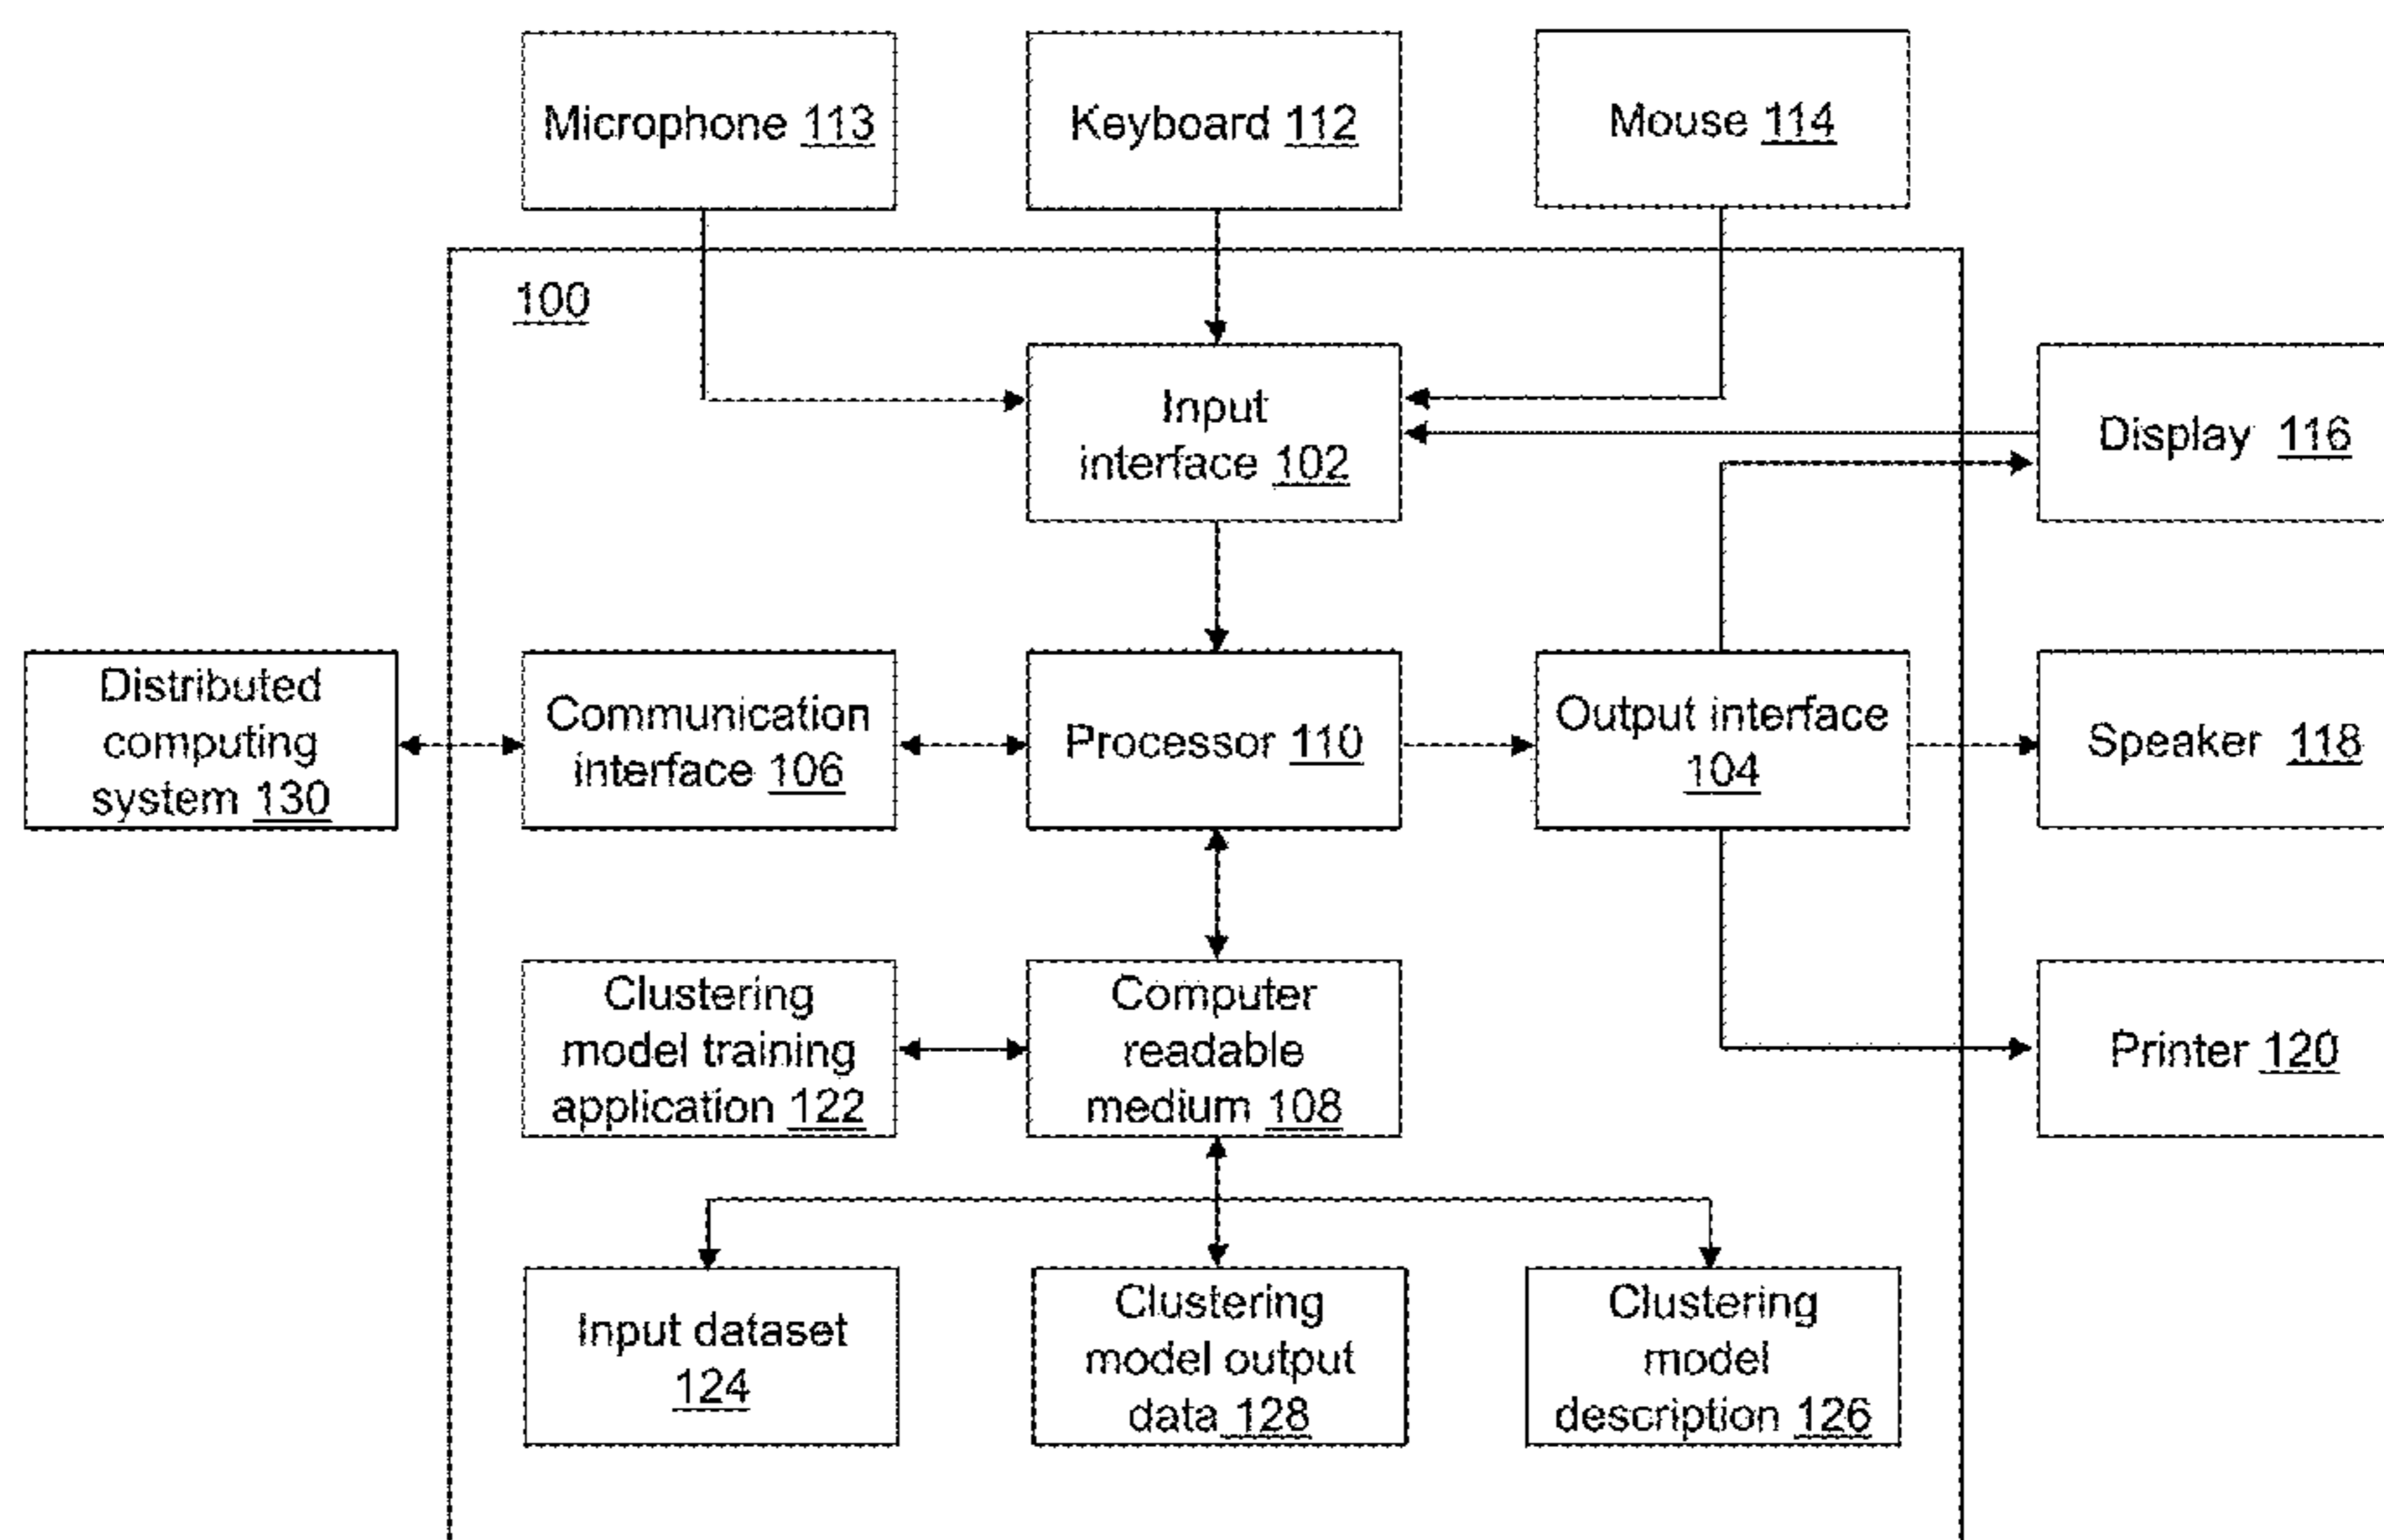 Microphone 113
Keyboard 112
Mouse 114
100
Input
interface 102
Display 116
Distributed
computing
system 130
Communication
interface 106
Processor 110
Output interface
104
Speaker 118
Clustering
model training
application 122
Computer
readable
medium 108
Printer 120
Input dataset
124
Clustering
model output
data 128
Clustering
model
description 126